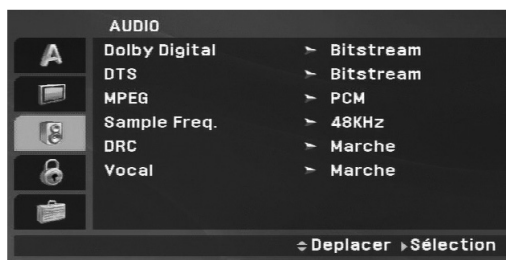 AUDIO
A
Dolby Digital ➢ Bitstream
DTS ➢ Bitstream
MPEG ➢ PCM
Sample Freq. ➢ 48KHz
DRC ➢ Marche
Vocal ➢ Marche
Deplacer Sélection